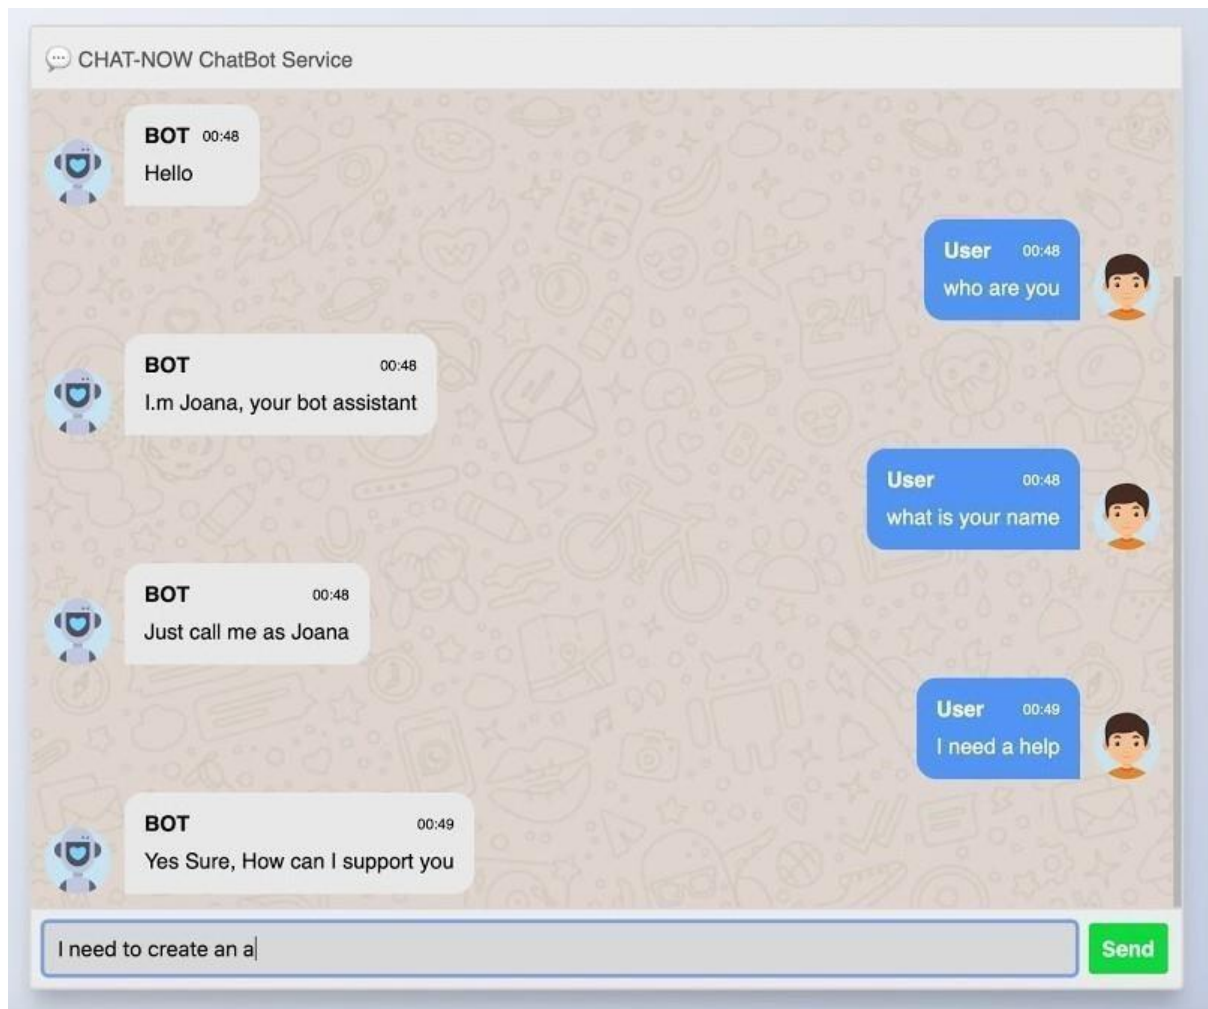 CHAT-NOW ChatBot Service
BOT 00:48
Hello
User 00:48
who are you
BOT 00:48
I.m Joana, your bot assistant
User 00:48
what is your name
BOT 00:48
Just call me as Joana
User 00:49
I need a help
BOT 00:49
Yes Sure, How can I support you
I need to create an a
Send